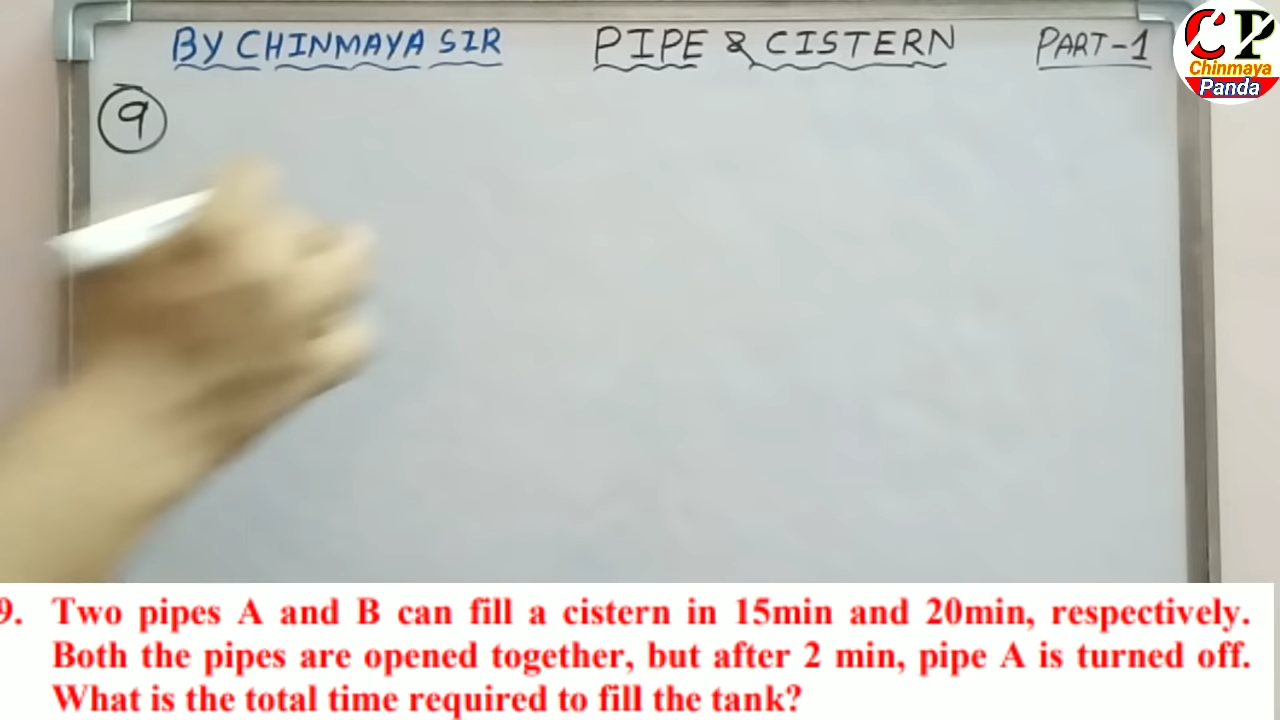 BY CHINMAYA SIR PIPE & CISTERN PART-1
CP
Chinmaya
Panda
9
9. Two pipes A and B can fill a cistern in 15min and 20min, respectively.
Both the pipes are opened together, but after 2 min, pipe A is turned off.
What is the total time required to fill the tank?